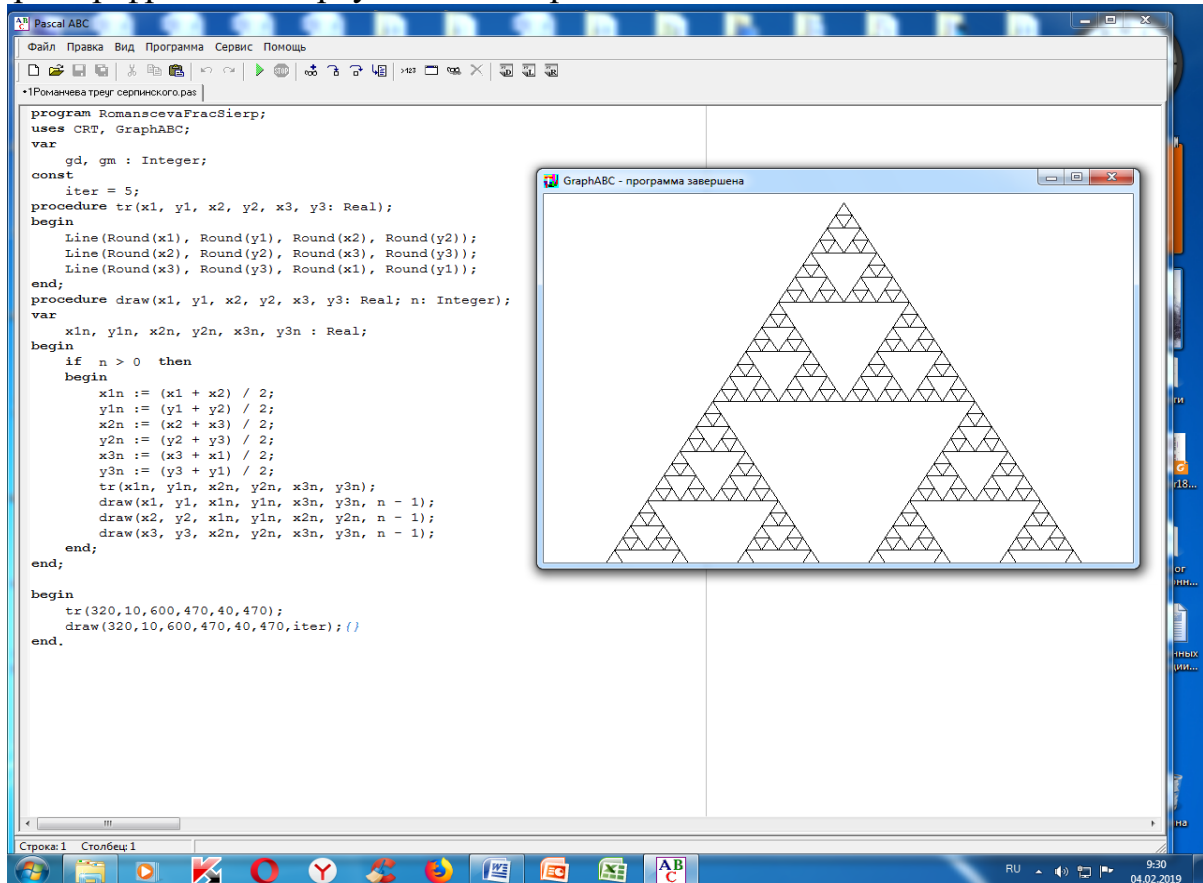 Pascal ABC
Файл Правка Вид Программа Сервис Помощь
•1Романчева треуг серпинского.pas
program RomanscevaFracSierp;
uses CRT, GraphABC;
var
gd, gm : Integer;
const
iter = 5;
procedure tr(x1, y1, x2, y2, x3, y3: Real);
begin
Line(Round(x1), Round(y1), Round(x2), Round(y2));
Line(Round(x2), Round(y2), Round(x3), Round(y3));
Line(Round(x3), Round(y3), Round(x1), Round(y1));
end;
procedure draw(x1, y1, x2, y2, x3, y3: Real; n: Integer);
var
x1n, y1n, x2n, y2n, x3n, y3n : Real;
begin
if n > 0 then
begin
x1n := (x1 + x2) / 2;
y1n := (y1 + y2) / 2;
x2n := (x2 + x3) / 2;
y2n := (y2 + y3) / 2;
x3n := (x3 + x1) / 2;
y3n := (y3 + y1) / 2;
tr(x1n, y1n, x2n, y2n, x3n, y3n);
draw(x1, y1, x1n, y1n, x3n, y3n, n - 1);
draw(x2, y2, x1n, y1n, x2n, y2n, n - 1);
draw(x3, y3, x2n, y2n, x3n, y3n, n - 1);
end;
end;
begin
tr(320,10,600,470,40,470);
draw(320,10,600,470,40,470,iter);{}
end.
GraphABC - программа завершена
Строка: 1 Столбец: 1
RU
9:30
04.02.2019